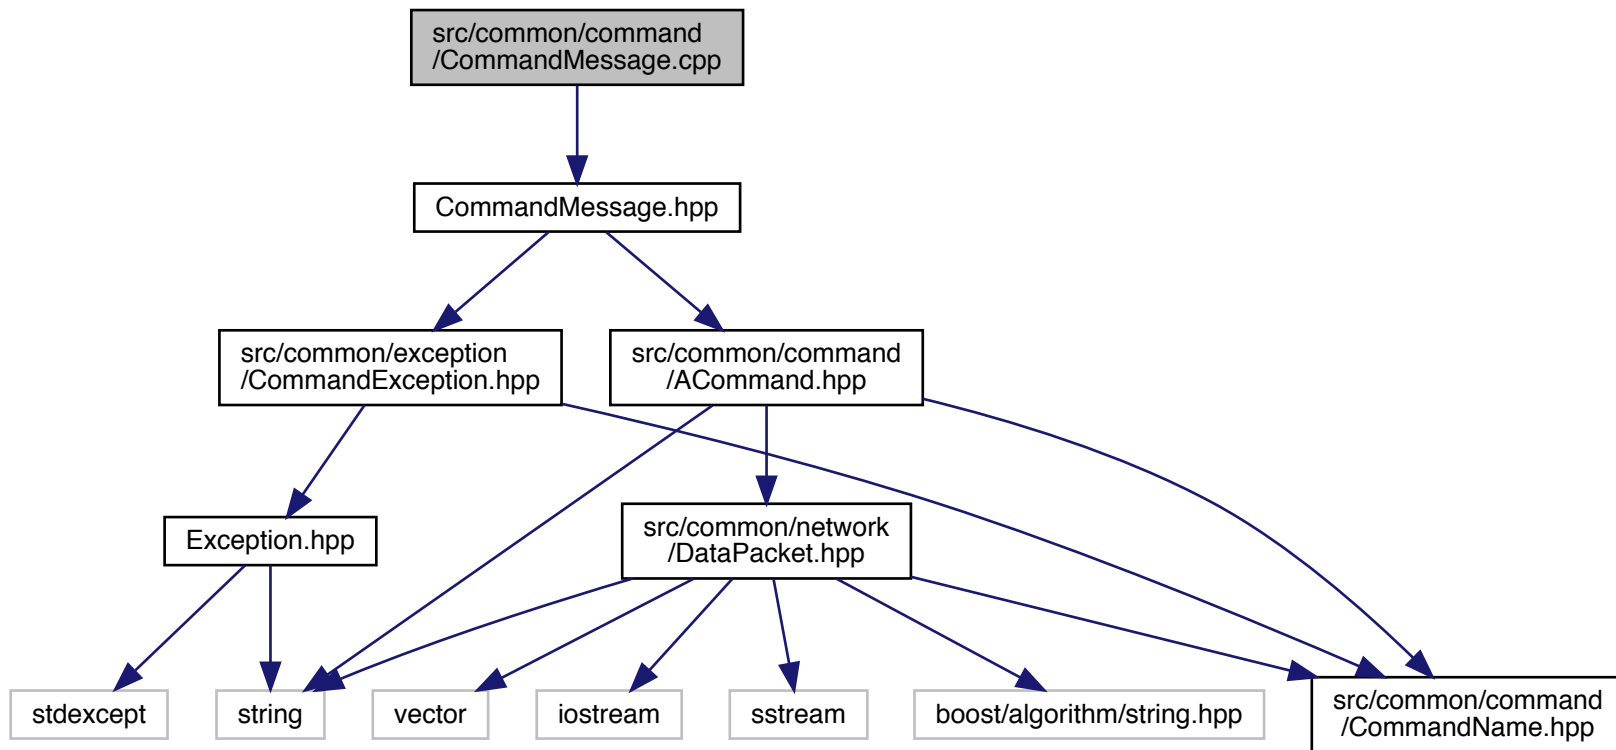 src/common/command
/CommandMessage.cpp
CommandMessage.hpp
src/common/exception
/CommandException.hpp
src/common/command
/ACommand.hpp
Exception.hpp
src/common/network
/DataPacket.hpp
stdexcept
string
vector
iostream
sstream
boost/algorithm/string.hpp
src/common/command
/CommandName.hpp